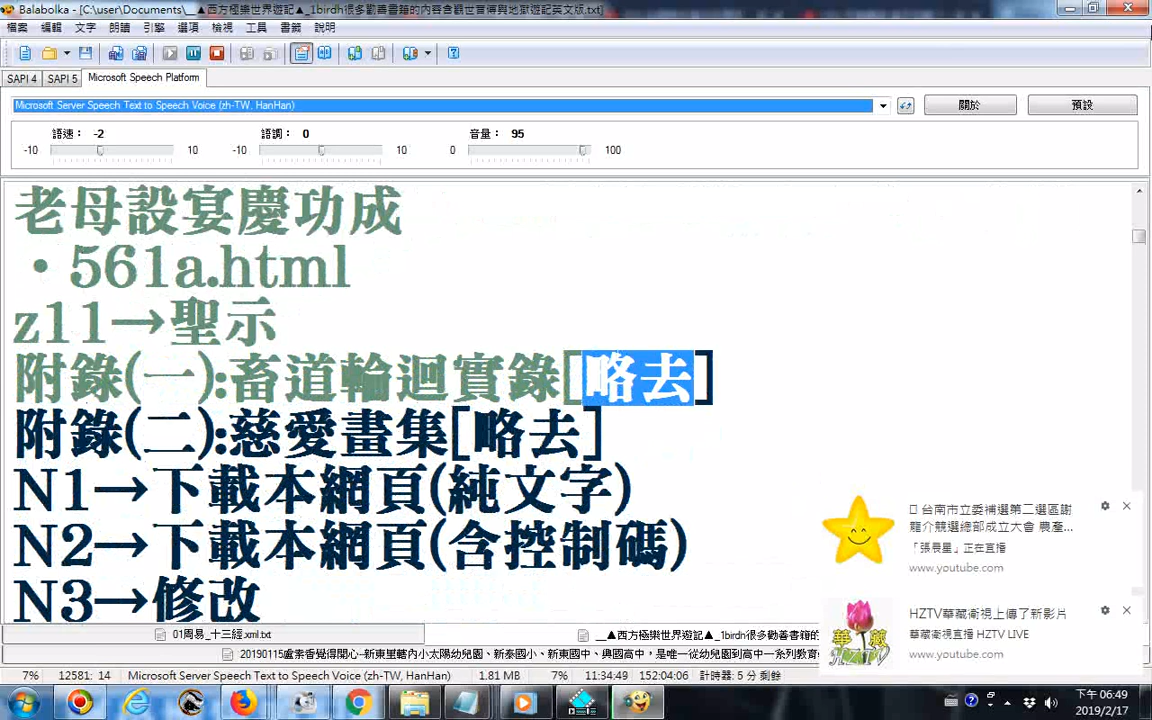 Balabolka - [C:\user\Documents\__▲西方極樂世界遊記▲_1birdh很多勸善書籍的內容含觀世音傳與地獄遊記英文版.txt]
檔案 編輯 文字 朗讀 引擎 選項 檢視 工具 書籤 說明
SAPI 4 SAPI 5 Microsoft Speech Platform
Microsoft Server Speech Text to Speech Voice (zh-TW, HanHan) 關於 預設
語速: -2 語調: 0 音量: 95
-10 10 -10 10 0 100
老母設宴慶功成
・561a.html
z11→聖示
附錄(一):畜道輪迴實錄[略去]
附錄(二):慈愛畫集[略去]
N1→下載本網頁(純文字)
N2→下載本網頁(含控制碼)
N3→修改
台南市立委補選第二選區謝
龍介競選總部成立大會 農產...
「張晨星」正在直播
www.youtube.com
HZTV華藏衛視上傳了新影片
華藏衛視直播 HZTV LIVE
www.youtube.com
01周易_十三經.xml.txt __▲西方極樂世界遊記▲_1birdh很多勸善書籍的
20190115盧素香覺得開心--新東里轄內小太陽幼兒園、新泰國小、新東國中、典國高中，是唯一從幼兒園到高中一系列教育
7% 12581: 14 Microsoft Server Speech Text to Speech Voice (zh-TW, HanHan) 1.81 MB 7% 11:34:49 152:04:06 計時器: 5 分 剩餘
下午 06:49
2019/2/17